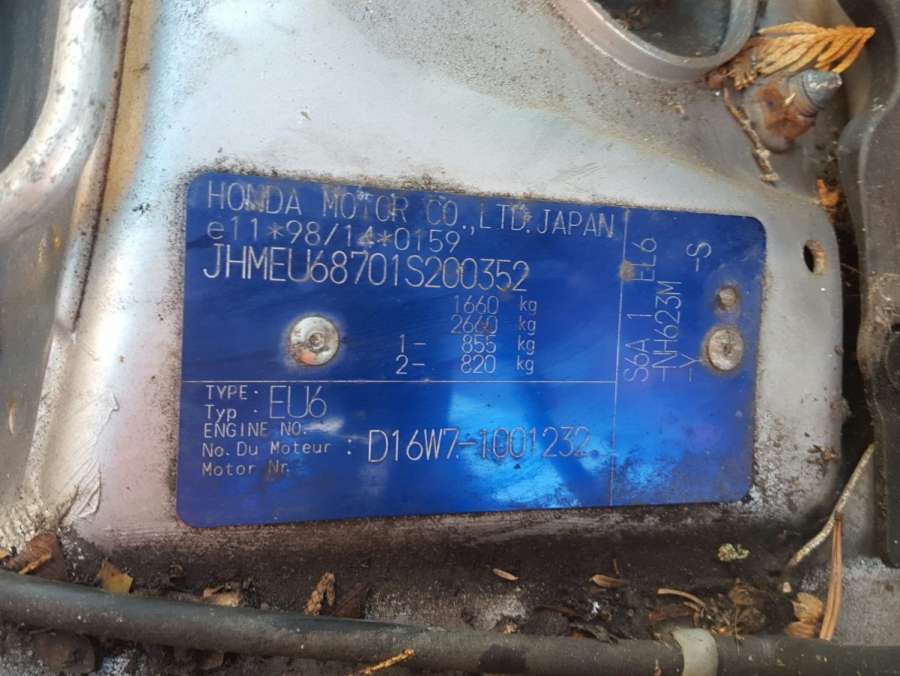 HONDA MOTOR CO.,LTD.JAPAN
e11*98/14*0159
JHMEU68701S200352
1660 kg
2660 kg
1- 855 kg
2- 820 kg
TYPE:
Typ : EU6
ENGINE NO.
No. Du Moteur : D16W7-1001232
Motor Nr.
S6A 1 EL6
-NH623M -S
-Y